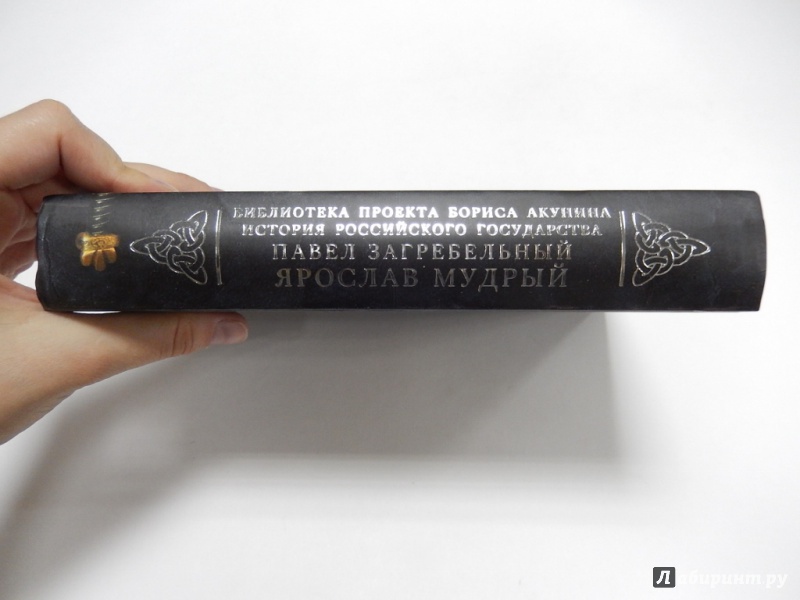 БИБЛИОТЕКА ПРОЕКТА БОРИСА АКУНИНА
ИСТОРИЯ РОССИЙСКОГО ГОСУДАРСТВА
ПАВЕЛ ЗАГРЕБЕЛЬНЫЙ
ЯРОСЛАВ МУДРЫЙ
Лабиринт.ру